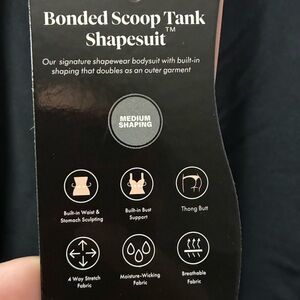 Bonded Scoop Tank
Shapesuit™
Our signature shapewear bodysuit with built-in
shaping that doubles as an outer garment
MEDIUM
SHAPING
Built-in Waist &
Stomach Sculpting
Built-in Bust
Support
Thong Butt
4 Way Stretch
Fabric
Moisture-Wicking
Fabric
Breathable
Fabric